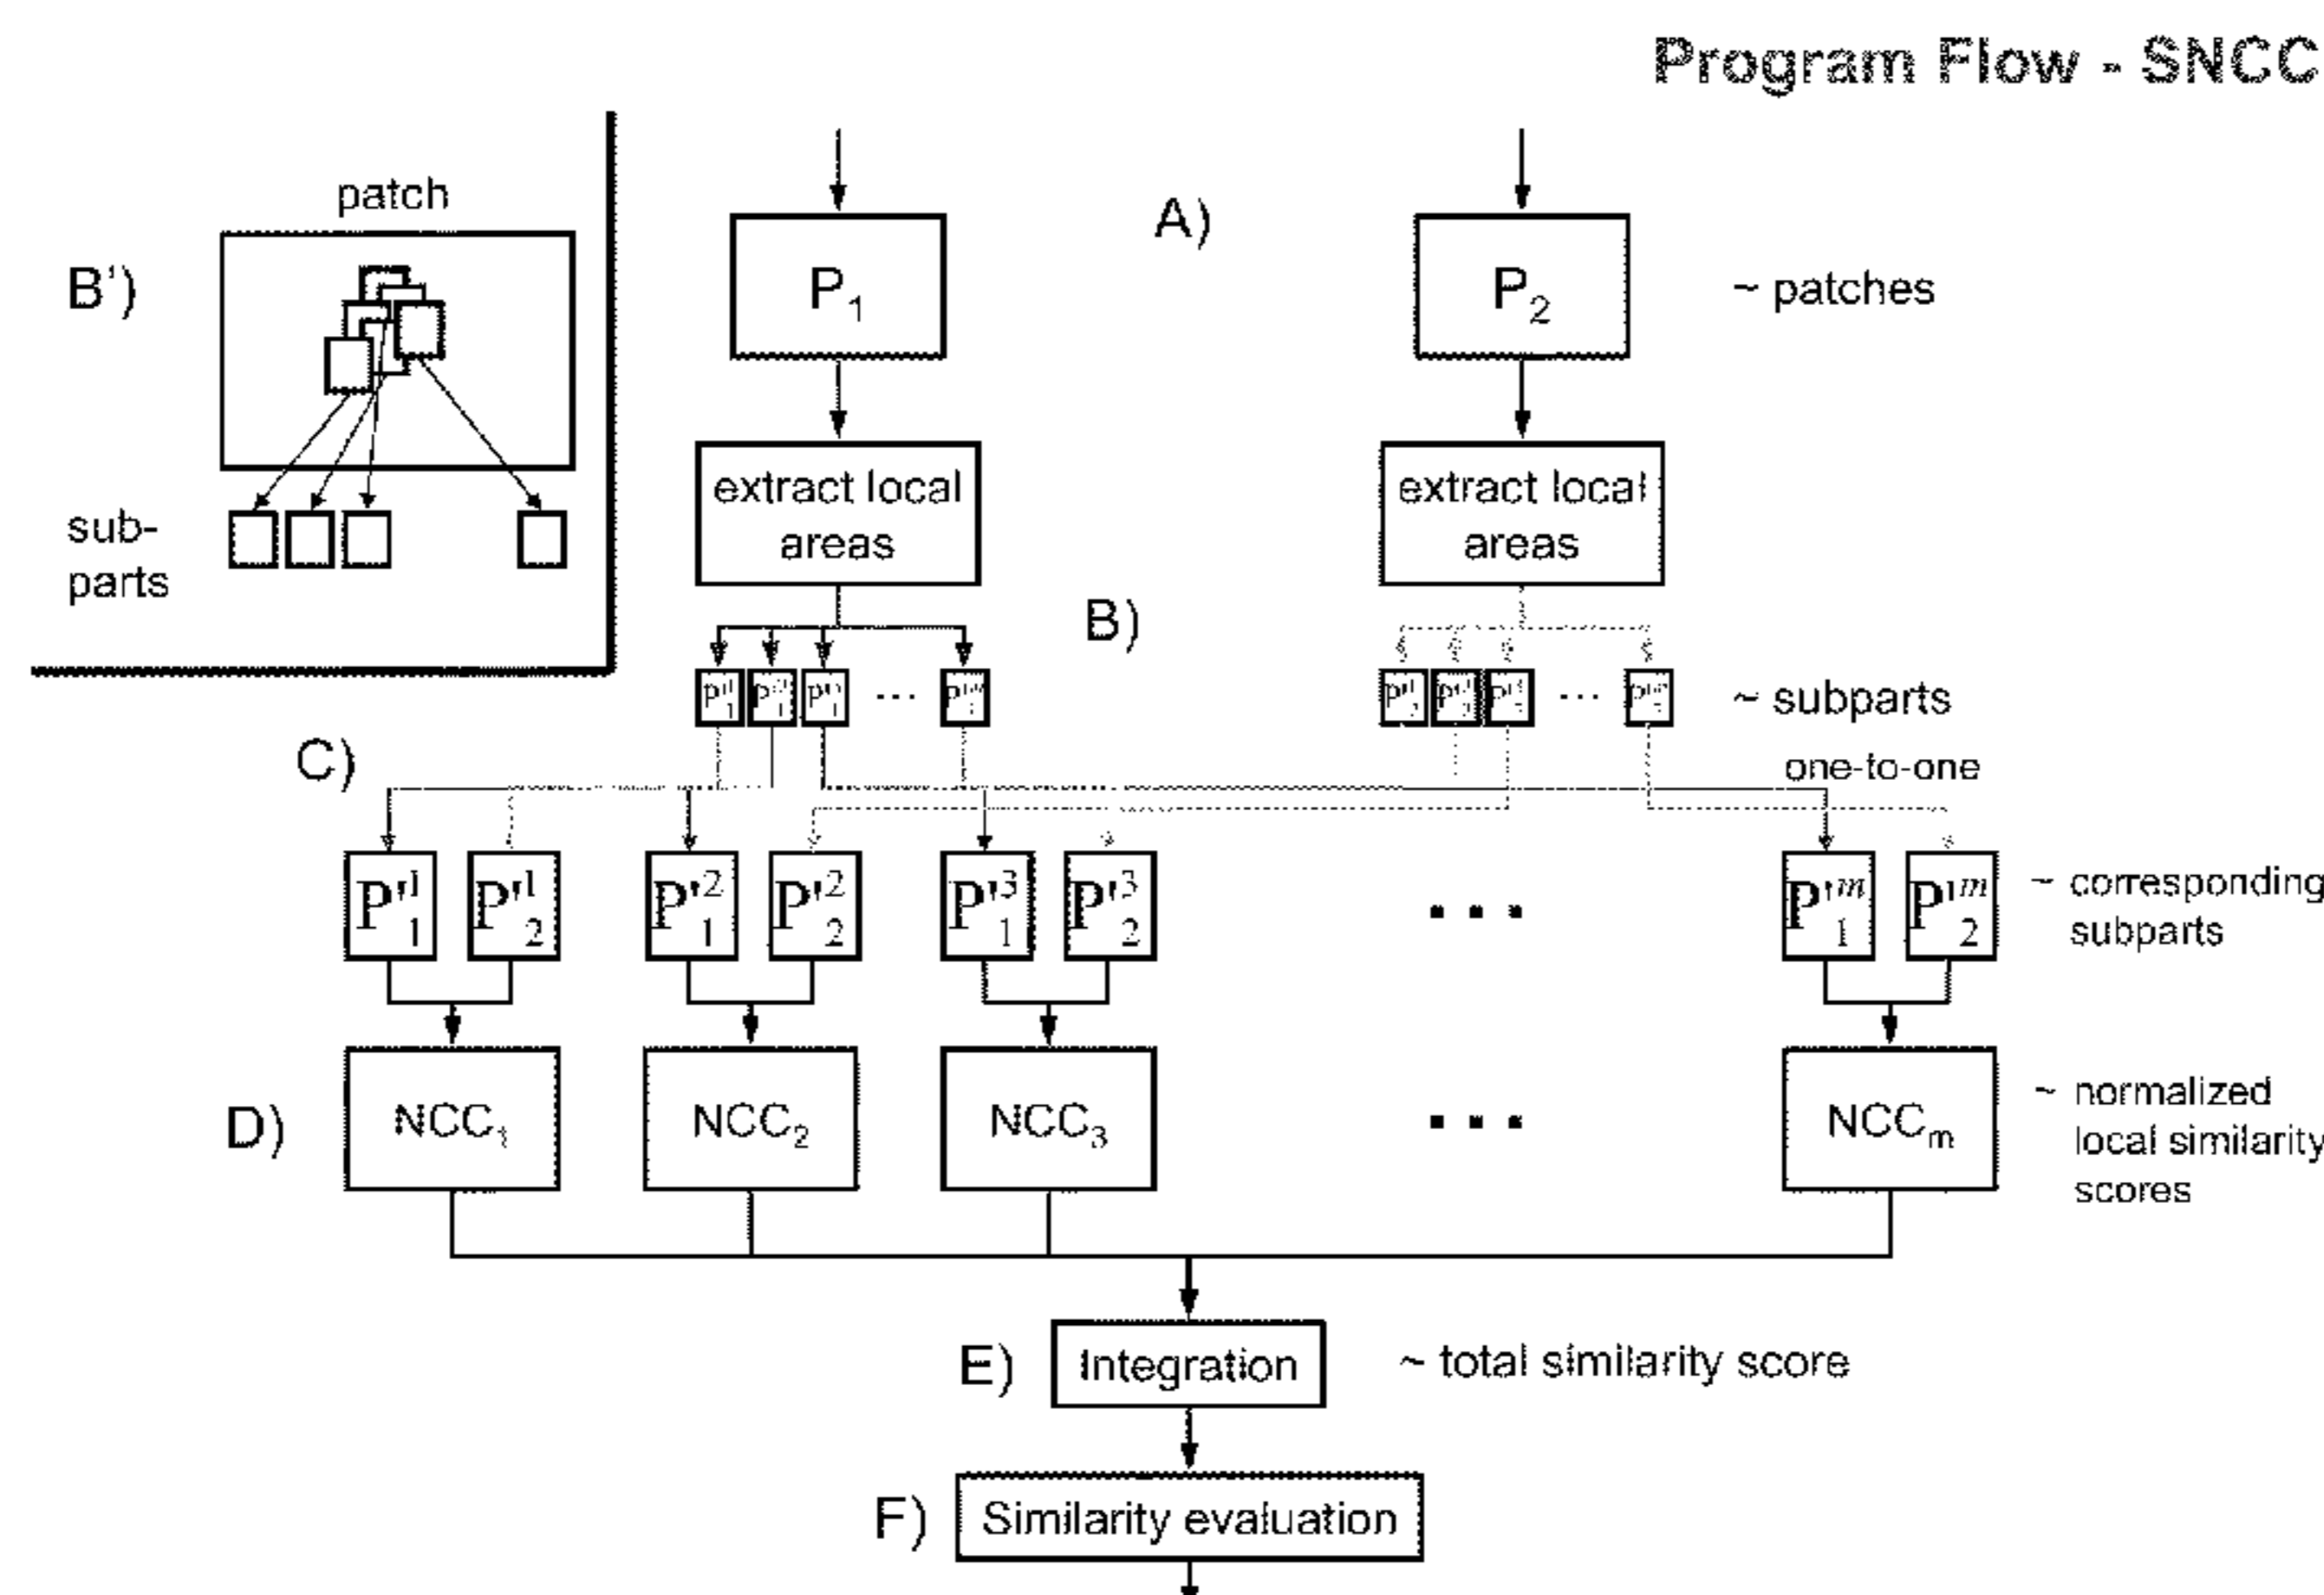 Program Flow - SNCC
patch
B')
sub-
parts
A)
P1
P2
~ patches
extract local
areas
extract local
areas
B)
...
...
~ subparts
C)
one-to-one
P'11
P'12
P'21
P'22
P'31
P'32
...
P'm1
P'm2
~ corresponding
subparts
D)
NCC1
NCC2
NCC3
...
NCCm
~ normalized
local similarity
scores
E)
Integration
~ total similarity score
F)
Similarity evaluation